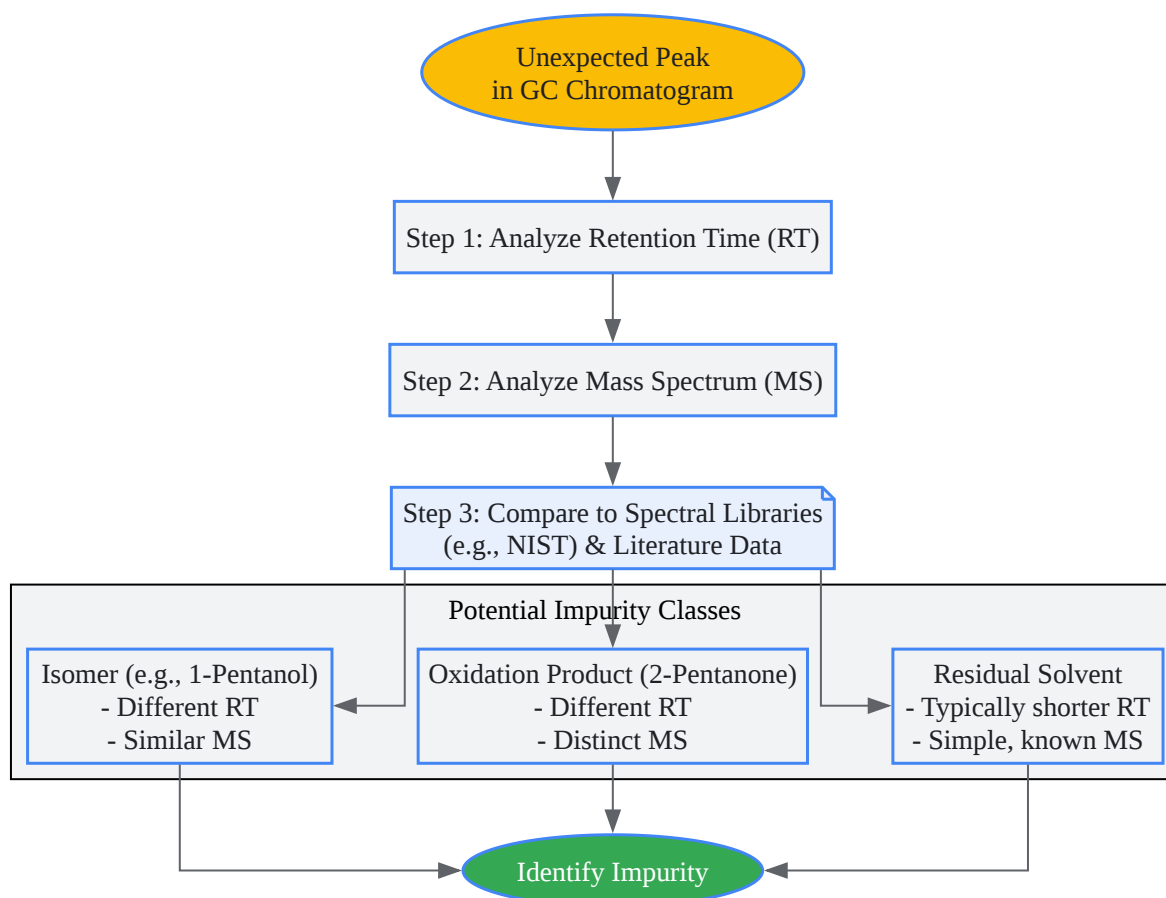 Unexpected Peak
in GC Chromatogram
Step 1: Analyze Retention Time (RT)
Step 2: Analyze Mass Spectrum (MS)
Step 3: Compare to Spectral Libraries
(e.g., NIST) & Literature Data
Potential Impurity Classes
Isomer (e.g., 1-Pentanol)
- Different RT
- Similar MS
Oxidation Product (2-Pentanone)
- Different RT
- Distinct MS
Residual Solvent
- Typically shorter RT
- Simple, known MS
Identify Impurity